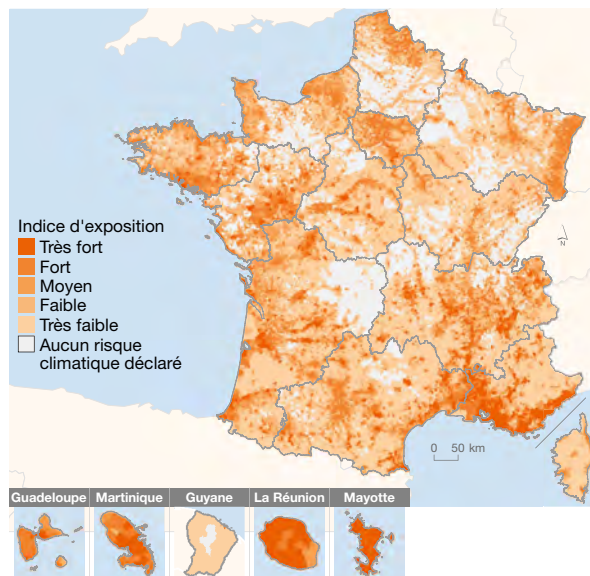 Indice d'exposition
Très fort
Fort
Moyen
Faible
Très faible
Aucun risque
climatique déclaré
N
0 50 km
Guadeloupe Martinique Guyane La Réunion Mayotte